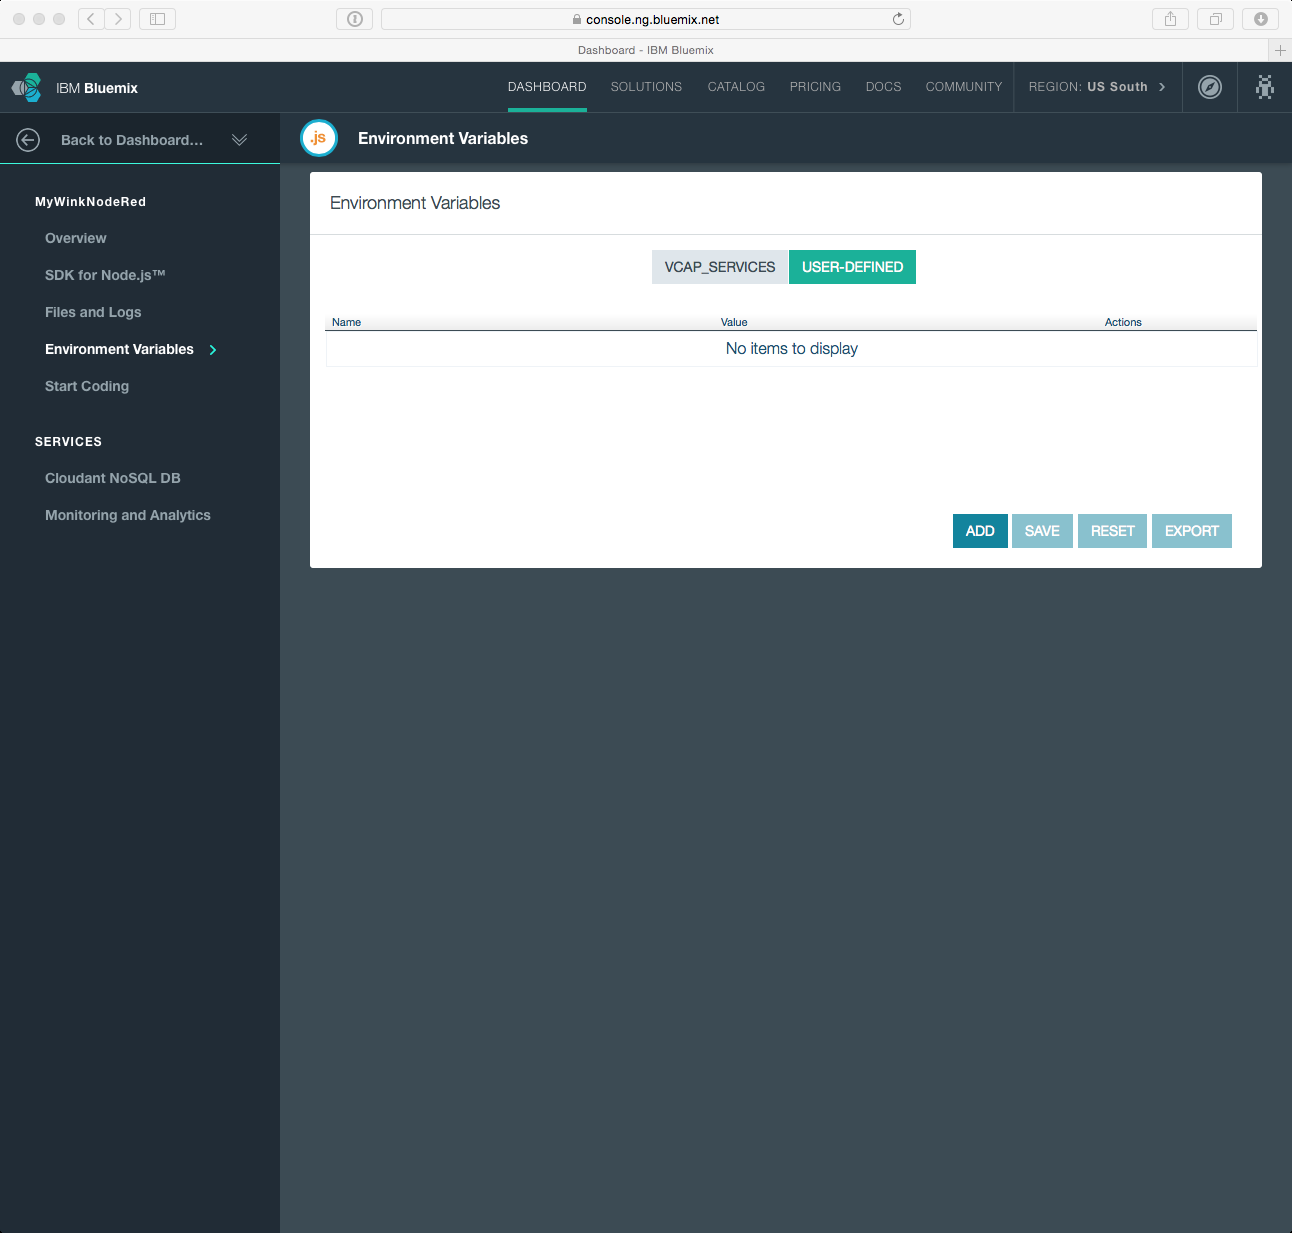 console.ng.bluemix.net
Dashboard - IBM Bluemix
IBM Bluemix
DASHBOARD SOLUTIONS CATALOG PRICING DOCS COMMUNITY REGION: US South
Back to Dashboard...
.js Environment Variables
MyWinkNodeRed
Overview
SDK for Node.js™
Files and Logs
Environment Variables
Start Coding
SERVICES
Cloudant NoSQL DB
Monitoring and Analytics
Environment Variables
VCAP_SERVICES USER-DEFINED
Name Value Actions
No items to display
ADD SAVE RESET EXPORT